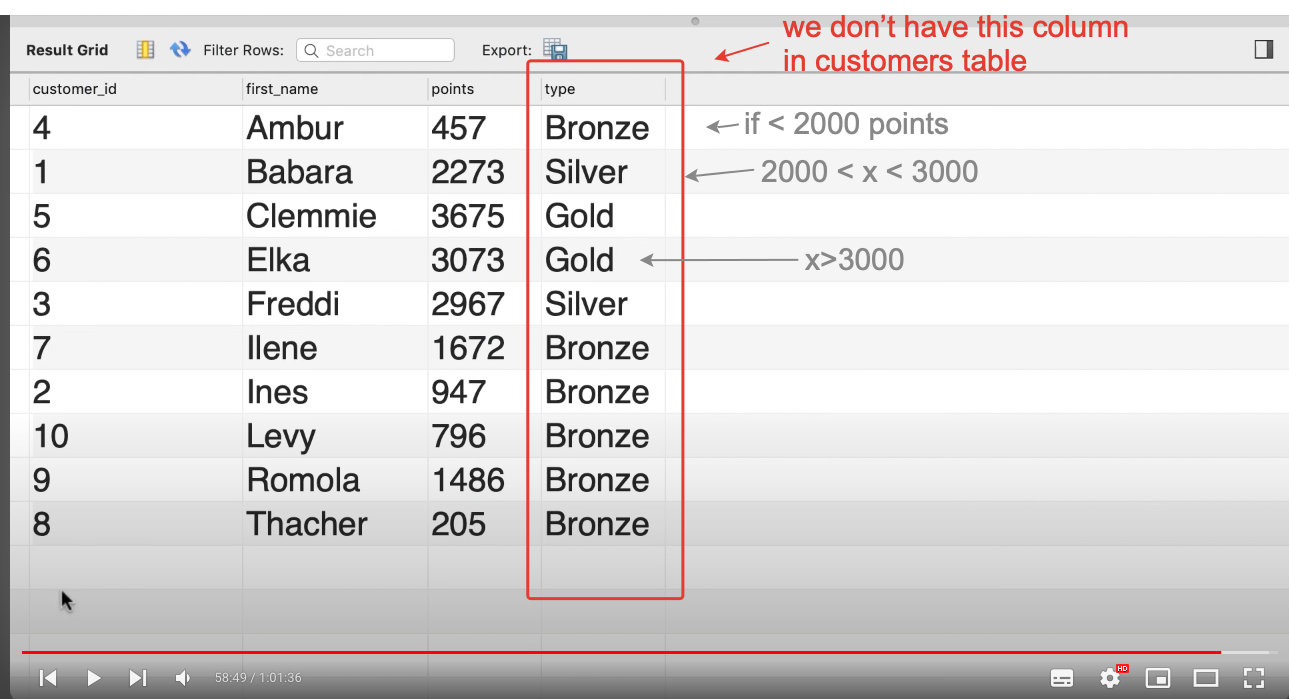 we don't have this column
in customers table
Result Grid Filter Rows: Search Export:
customer_id first_name points type
4 Ambur 457 Bronze if < 2000 points
1 Babara 2273 Silver 2000 < x < 3000
5 Clemmie 3675 Gold
6 Elka 3073 Gold x>3000
3 Freddi 2967 Silver
7 Ilene 1672 Bronze
2 Ines 947 Bronze
10 Levy 796 Bronze
9 Romola 1486 Bronze
8 Thacher 205 Bronze
58:49 / 1:01:36 HD